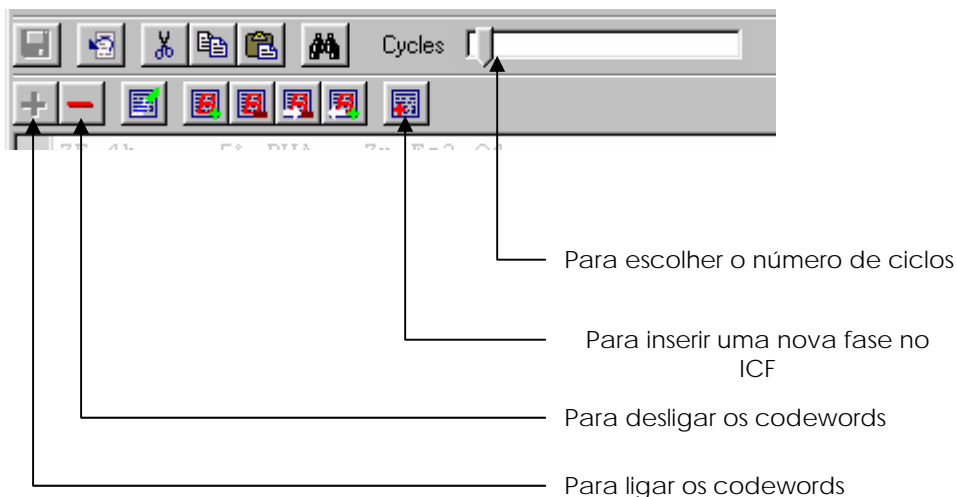 Cycles
Para escolher o número de ciclos
Para inserir uma nova fase no
ICF
Para desligar os codewords
Para ligar os codewords